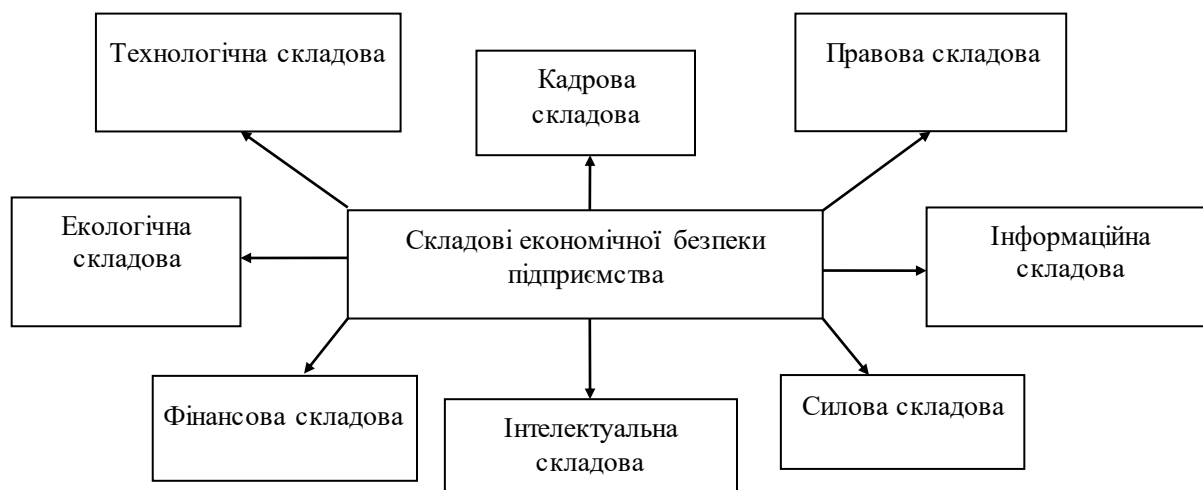 Технологічна складова
Кадрова
складова
Правова складова
Екологічна
складова
Складові економічної безпеки
підприємства
Інформаційна
складова
Фінансова складова
Інтелектуальна
складова
Силова складова